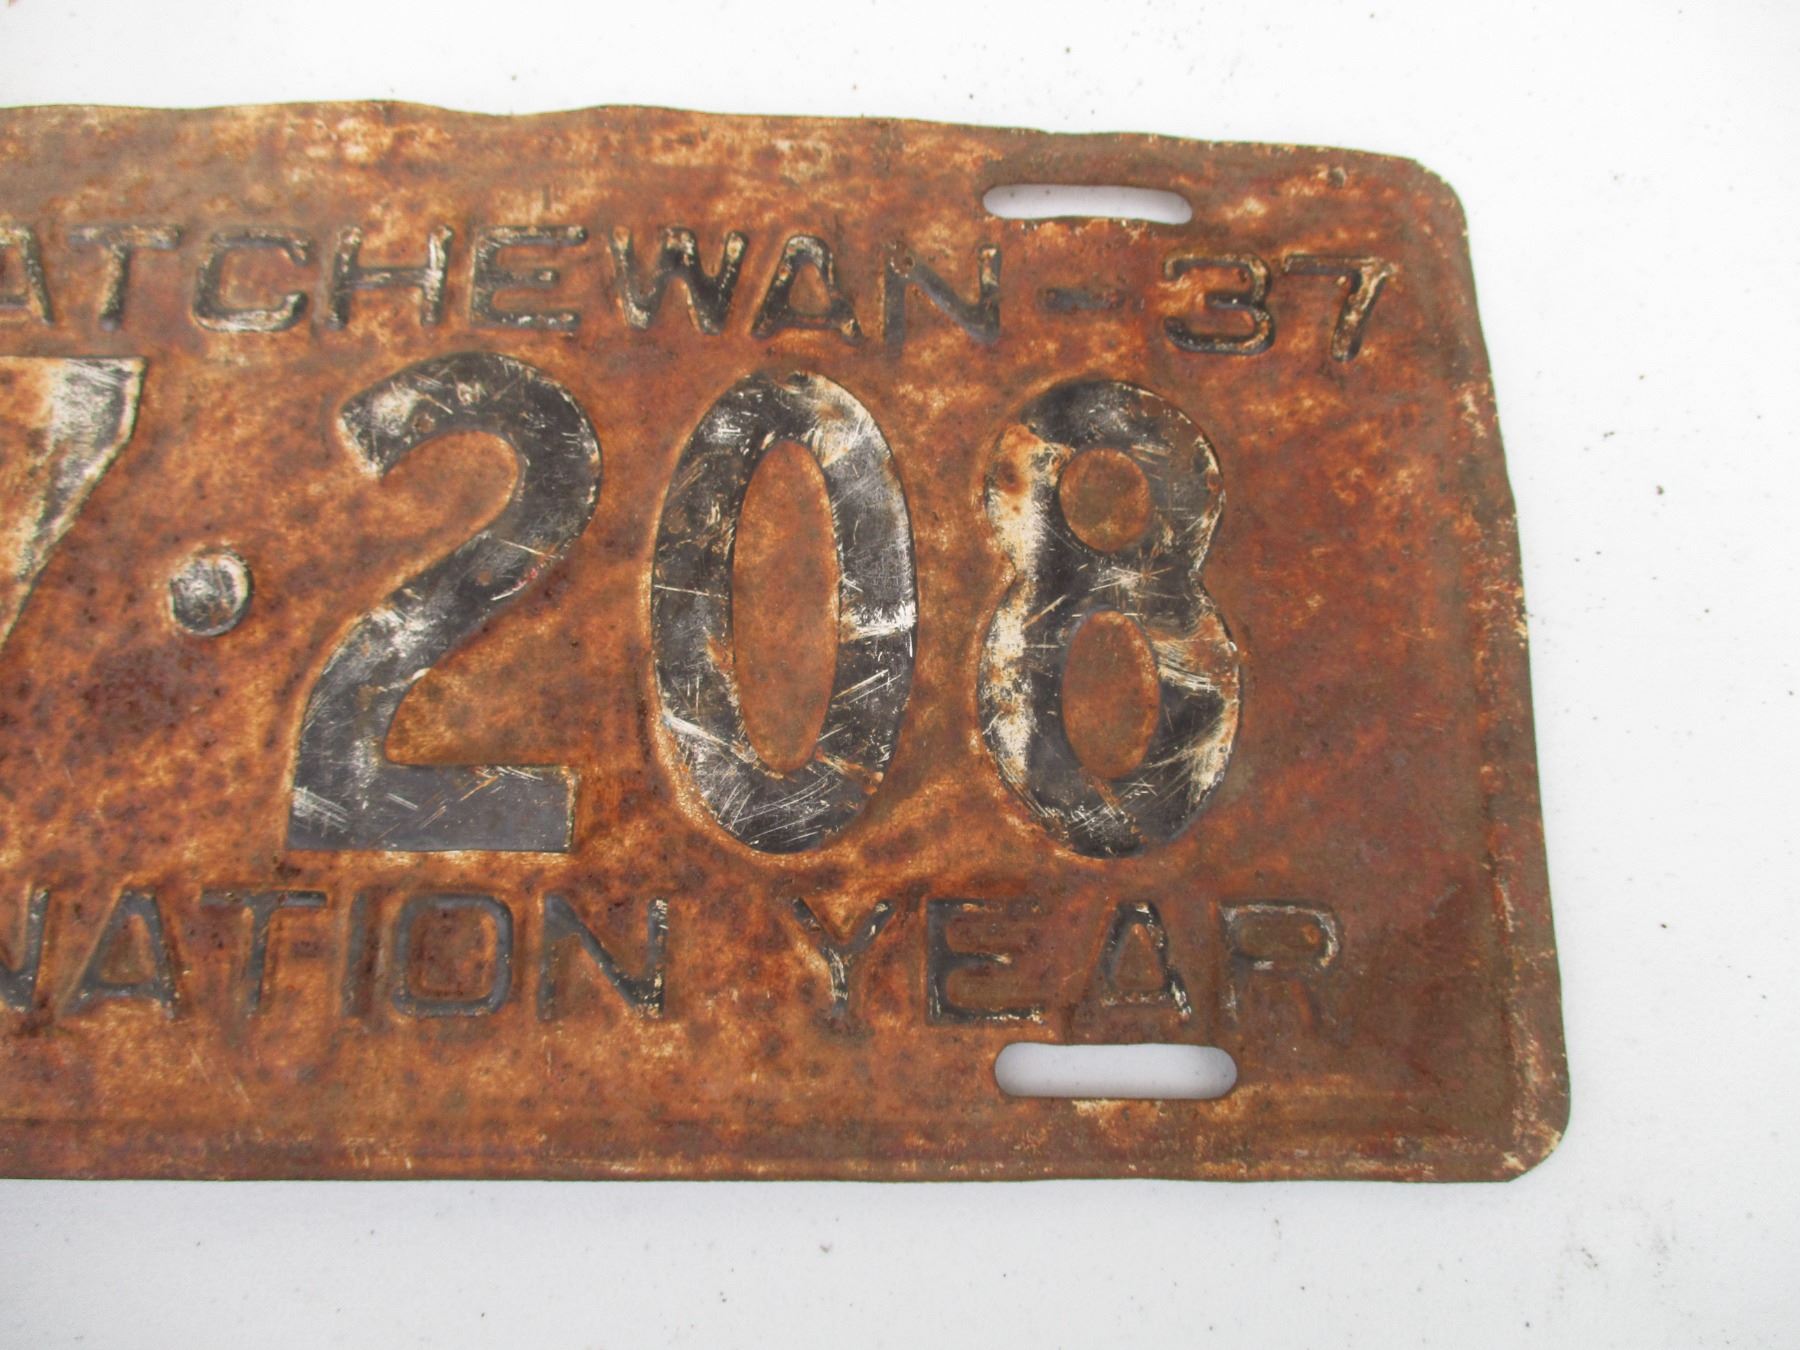 ATCHEWAN-37
7·208
NATION YEAR